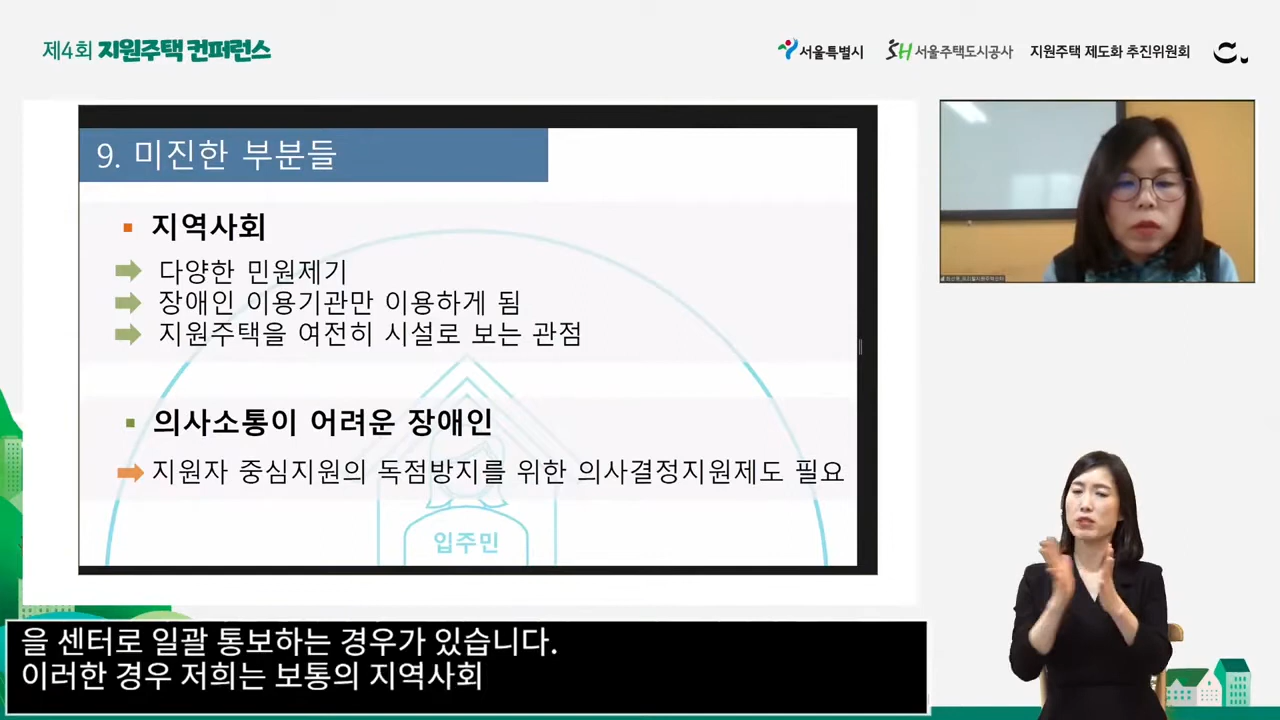 제4회 지원주택 컨퍼런스
서울특별시
SH 서울주택도시공사
지원주택 제도화 추진위원회
9. 미진한 부분들
지역사회
다양한 민원제기
장애인 이용기관만 이용하게 됨
지원주택을 여전히 시설로 보는 관점
의사소통이 어려운 장애인
지원자 중심지원의 독점방지를 위한 의사결정지원제도 필요
입주민
을 센터로 일괄 통보하는 경우가 있습니다.
이러한 경우 저희는 보통의 지역사회